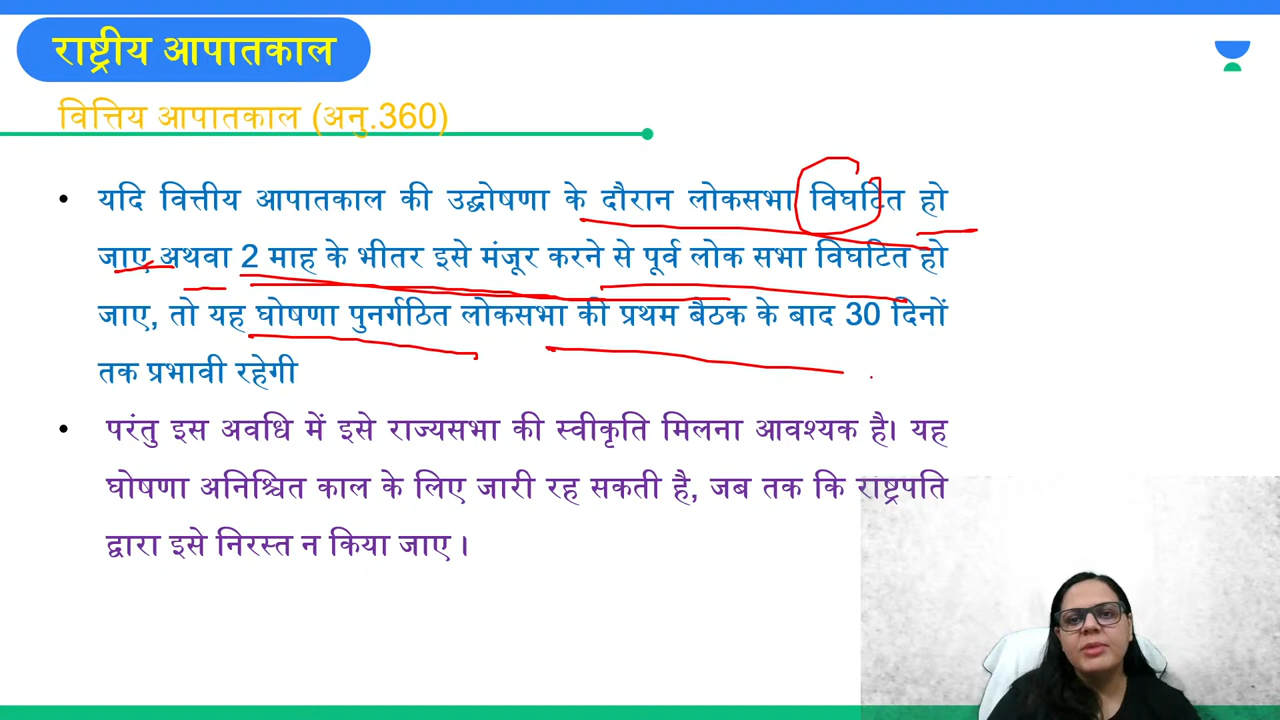 राष्ट्रीय आपातकाल
वित्तिय आपातकाल (अनु.360)
• यदि वित्तीय आपातकाल की उद्घोषणा के दौरान लोकसभा विघटित हो
जाए अथवा 2 माह के भीतर इसे मंजूर करने से पूर्व लोक सभा विघटित हो
जाए, तो यह घोषणा पुनर्गठित लोकसभा की प्रथम बैठक के बाद 30 दिनों
तक प्रभावी रहेगी
• परंतु इस अवधि में इसे राज्यसभा की स्वीकृति मिलना आवश्यक है। यह
घोषणा अनिश्चित काल के लिए जारी रह सकती है, जब तक कि राष्ट्रपति
द्वारा इसे निरस्त न किया जाए ।